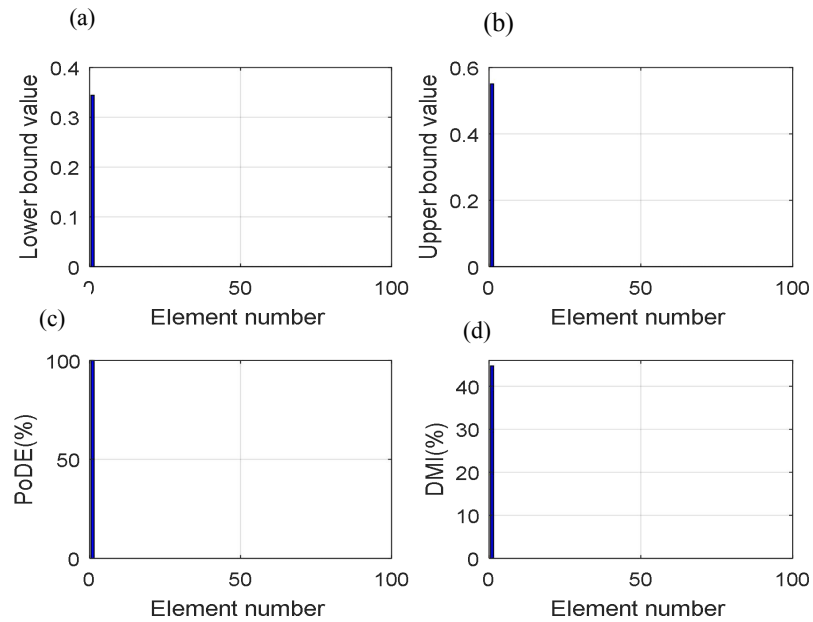 (a)
Lower bound value
0.4
0.3
0.2
0.1
0
0 50 100
Element number
(b)
Upper bound value
0.6
0.4
0.2
0
0 50 100
Element number
(c)
PoDE(%)
100
50
0
0 50 100
Element number
(d)
DMI(%)
40
30
20
10
0
0 50 100
Element number